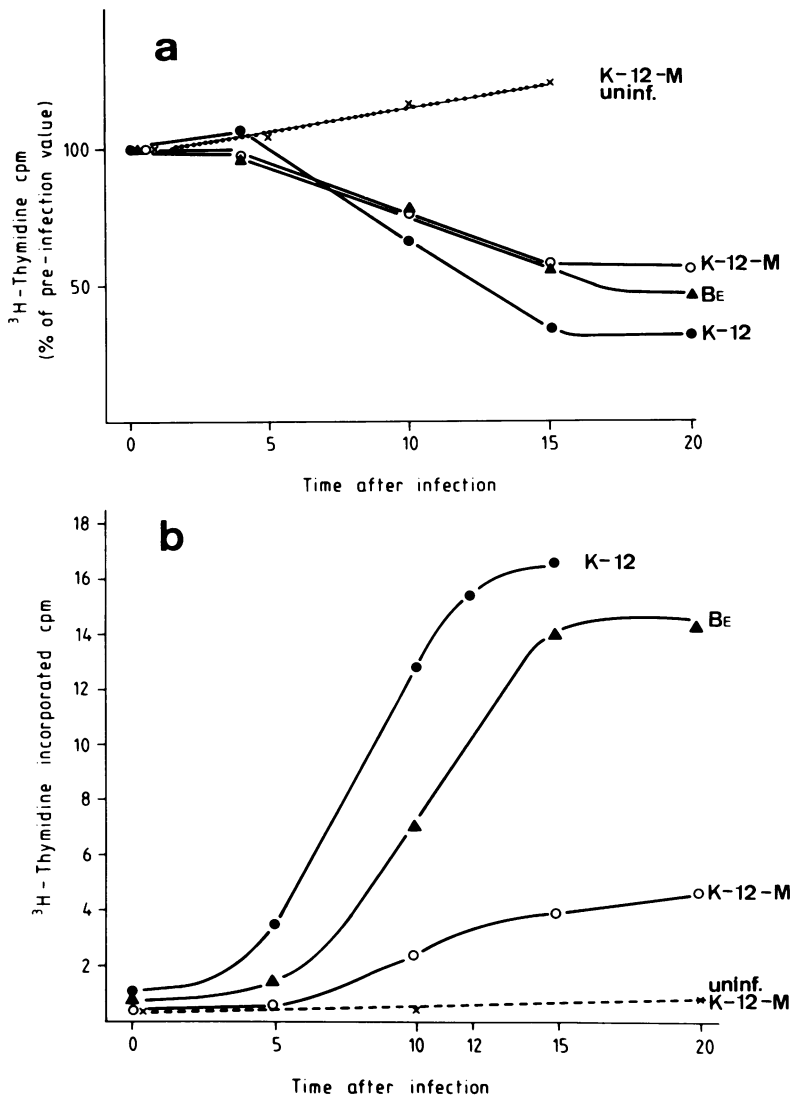 a
K-12-M
uninf.
100
50
³H-Thymidine cpm
(% of pre-infection value)
K-12-M
BE
K-12
0 5 10 15 20
Time after infection
b
18
16
14
12
10
8
6
4
2
³H-Thymidine incorporated cpm
K-12
BE
K-12-M
uninf.
K-12-M
0 5 10 12 15 20
Time after infection